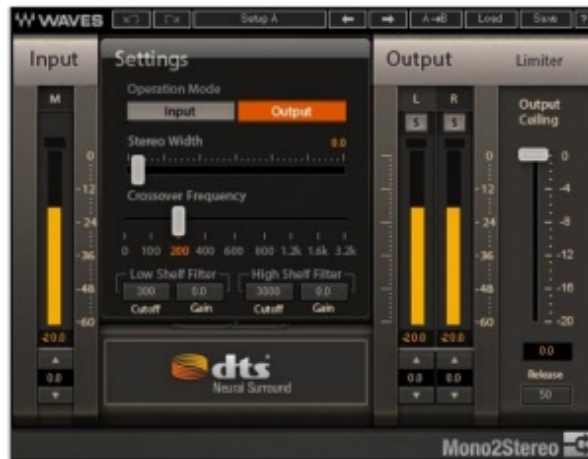 WAVES Setup A A→B Load Save
Input
Settings
Output
Limiter
M
Operation Mode
Input Output
Stereo Width 0.0
Crossover Frequency
0 100 200 400 600 800 1.2k 1.6k 3.2k
Low Shelf Filter High Shelf Filter
300 0.0 3000 0.0
Cutoff Gain Cutoff Gain
dts
Neural Surround
0
-12
-24
-36
-48
-60
-20.0
0.0
L R
S S
0
-12
-24
-36
-48
-60
-20.0 -20.0
0.0 0.0
Output
Ceiling
0
-4
-8
-12
-16
-20
0.0
Release
50
Mono2Stereo